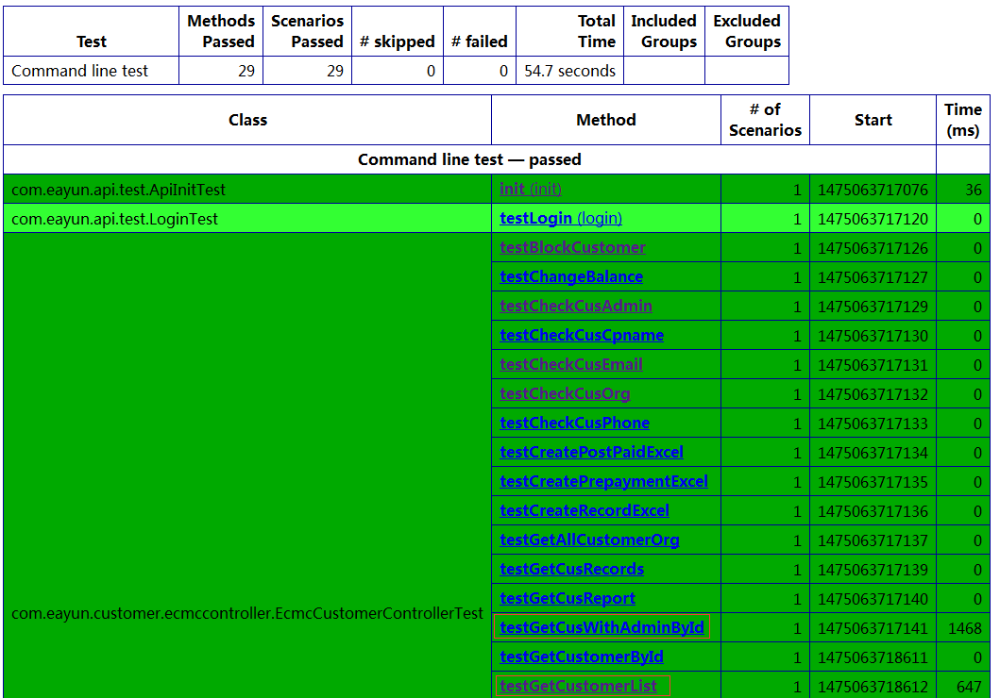 Test Methods Passed Scenarios Passed # skipped # failed Total Time Included Groups Excluded Groups
Command line test 29 29 0 0 54.7 seconds
Class Method # of Scenarios Start Time (ms)
Command line test — passed
com.eayun.api.test.ApiInitTest init (init) 1 1475063717076 36
com.eayun.api.test.LoginTest testLogin (login) 1 1475063717120 0
com.eayun.customer.ecmccontroller.EcmcCustomerControllerTest testBlockCustomer 1 1475063717126 0
testChangeBalance 1 1475063717127 0
testCheckCusAdmin 1 1475063717129 0
testCheckCusCpname 1 1475063717130 0
testCheckCusEmail 1 1475063717131 0
testCheckCusOrg 1 1475063717132 0
testCheckCusPhone 1 1475063717133 0
testCreatePostPaidExcel 1 1475063717134 0
testCreatePrepaymentExcel 1 1475063717135 0
testCreateRecordExcel 1 1475063717136 0
testGetAllCustomerOrg 1 1475063717137 0
testGetCusRecords 1 1475063717139 0
testGetCusReport 1 1475063717140 0
testGetCusWithAdminById 1 1475063717141 1468
testGetCustomerById 1 1475063718611 0
testGetCustomerList 1 1475063718612 647